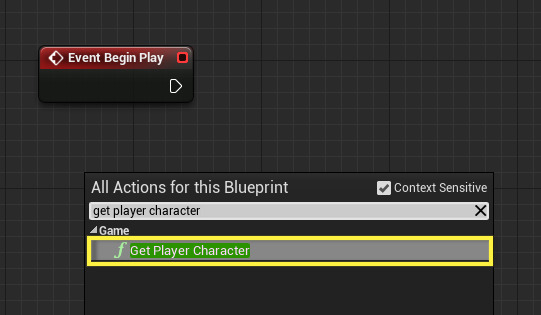 Event Begin Play
All Actions for this Blueprint
Context Sensitive
get player character
Game
Get Player Character